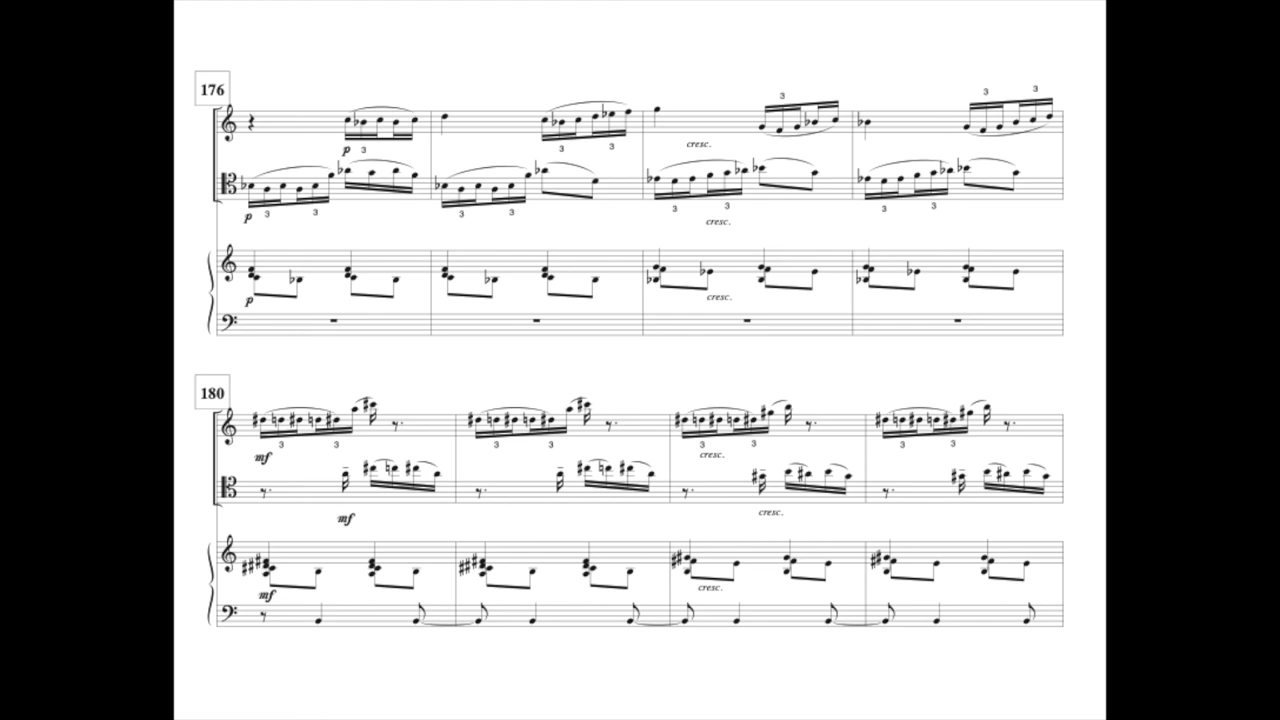 176
3 3
p 3 3 3 cresc.
p 3 3 3 3 3 cresc. 3 3 3
p cresc.
180
mf 3 3 3 3 3 cresc. 3 3 3
mf cresc.
mf cresc.